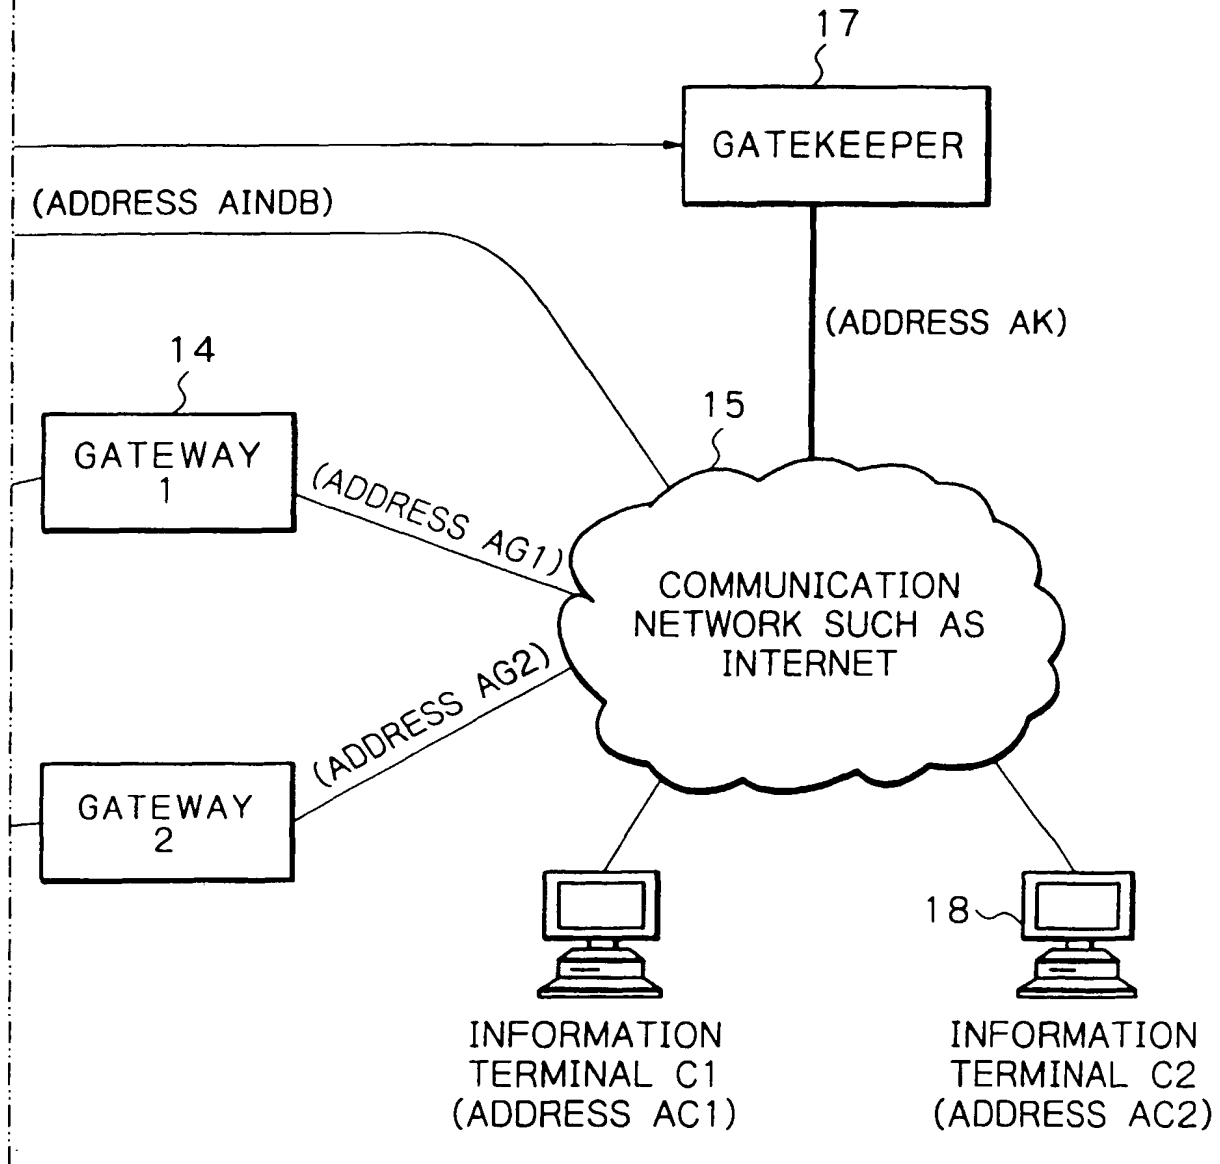 17
GATEKEEPER
(ADDRESS AINDB)
(ADDRESS AK)
14
15
GATEWAY
1
(ADDRESS AG1)
COMMUNICATION
NETWORK SUCH AS
INTERNET
(ADDRESS AG2)
GATEWAY
2
18
INFORMATION
TERMINAL C1
(ADDRESS AC1)
INFORMATION
TERMINAL C2
(ADDRESS AC2)